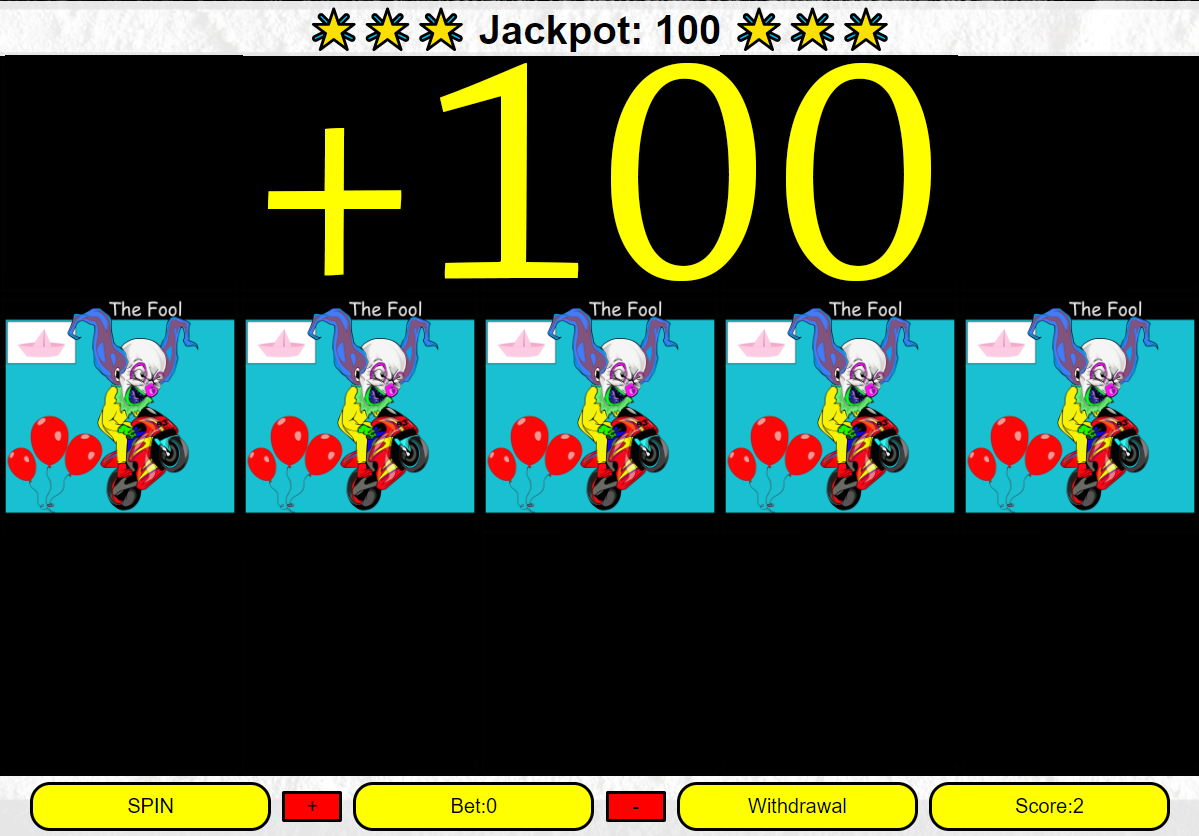 Jackpot: 100
+100
The Fool The Fool The Fool The Fool The Fool
SPIN + Bet:0 - Withdrawal Score:2